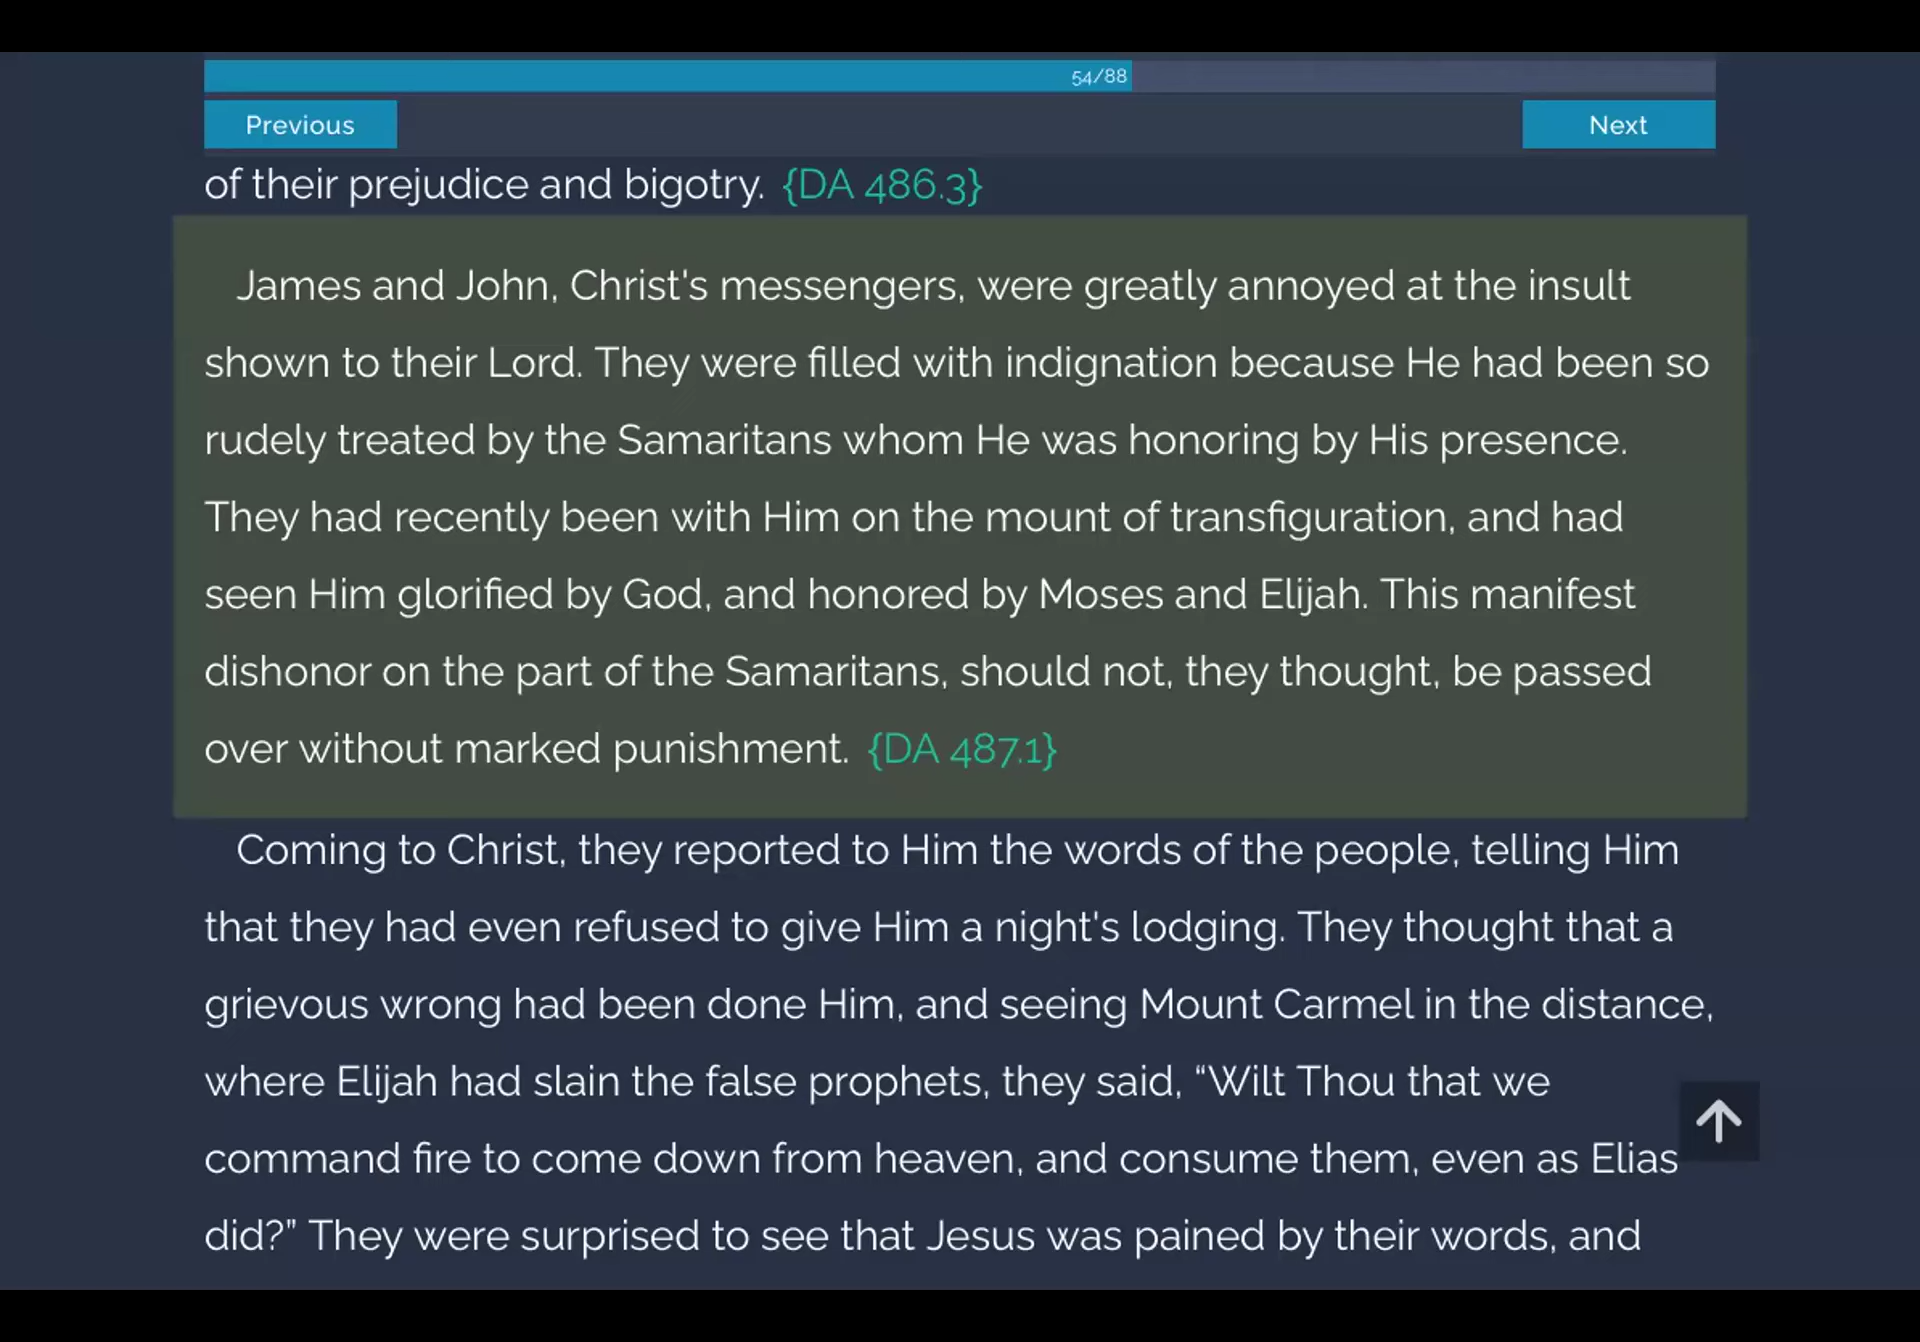 54/88
Previous
Next
of their prejudice and bigotry. {DA 486.3}
James and John, Christ's messengers, were greatly annoyed at the insult
shown to their Lord. They were filled with indignation because He had been so
rudely treated by the Samaritans whom He was honoring by His presence.
They had recently been with Him on the mount of transfiguration, and had
seen Him glorified by God, and honored by Moses and Elijah. This manifest
dishonor on the part of the Samaritans, should not, they thought, be passed
over without marked punishment. {DA 487.1}
Coming to Christ, they reported to Him the words of the people, telling Him
that they had even refused to give Him a night's lodging. They thought that a
grievous wrong had been done Him, and seeing Mount Carmel in the distance,
where Elijah had slain the false prophets, they said, “Wilt Thou that we
command fire to come down from heaven, and consume them, even as Elias
did?” They were surprised to see that Jesus was pained by their words, and